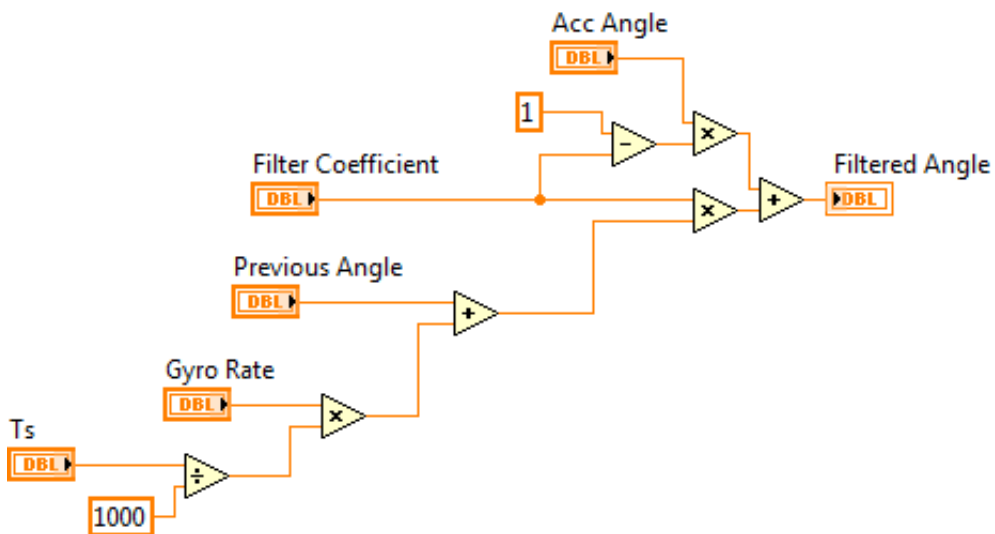 Acc Angle
DBL
1
-
×
Filter Coefficient
DBL
×
+
Filtered Angle
DBL
Previous Angle
DBL
+
Gyro Rate
DBL
×
Ts
DBL
÷
1000